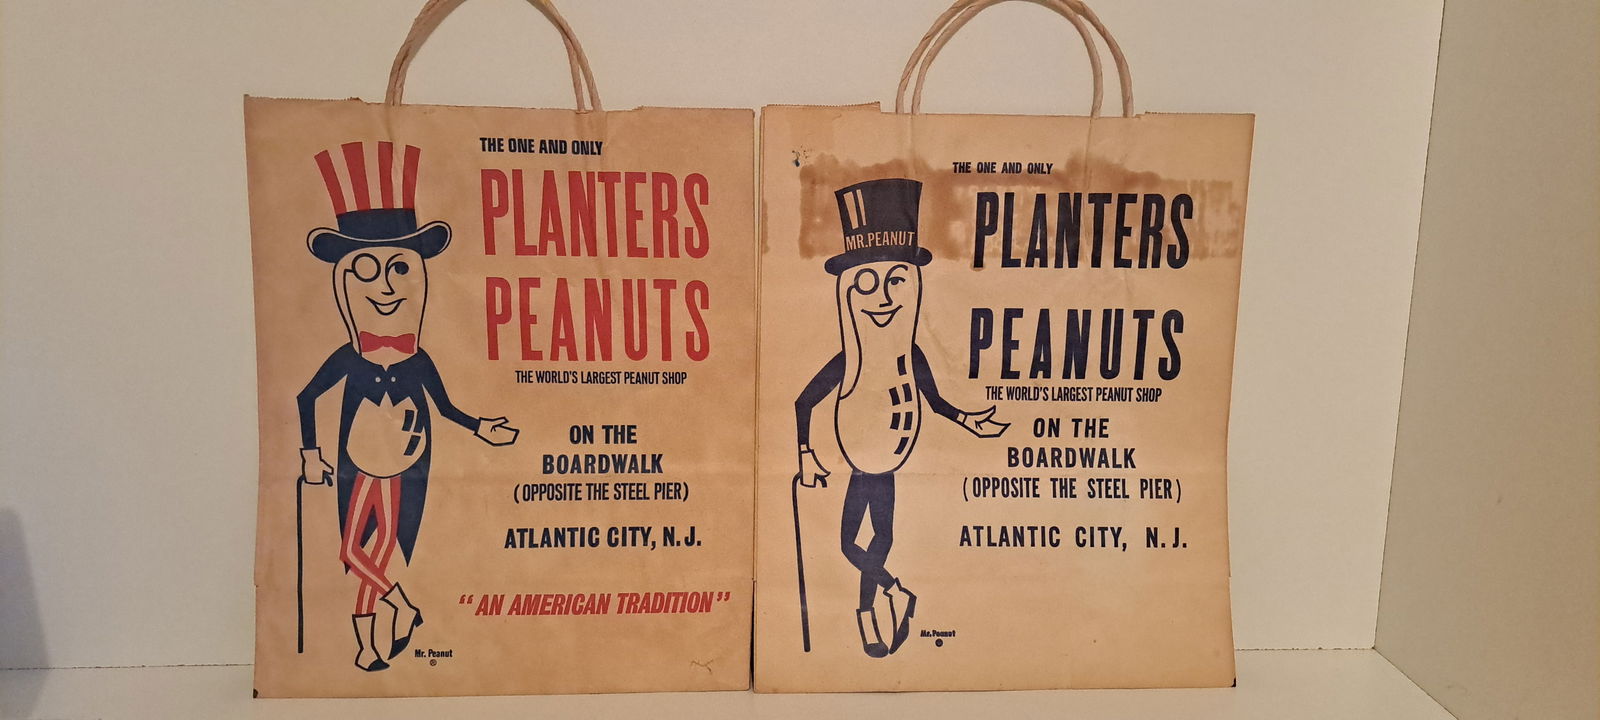 THE ONE AND ONLY
PLANTERS
PEANUTS
THE WORLD'S LARGEST PEANUT SHOP
ON THE
BOARDWALK
(OPPOSITE THE STEEL PIER)
ATLANTIC CITY, N.J.
"AN AMERICAN TRADITION"
Mr. Peanut
®
THE ONE AND ONLY
PLANTERS
MR. PEANUT
PEANUTS
THE WORLD'S LARGEST PEANUT SHOP
ON THE
BOARDWALK
(OPPOSITE THE STEEL PIER)
ATLANTIC CITY, N.J.
Mr. Peanut